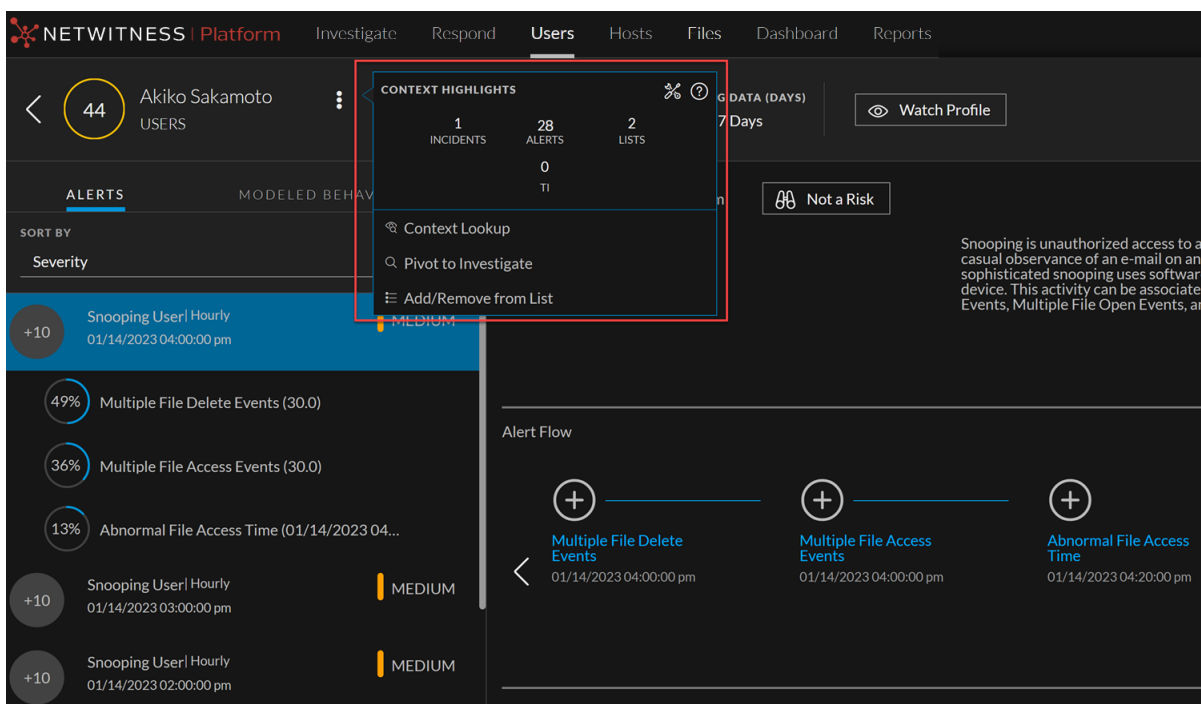 NETWITNESS | Platform Investigate Respond Users Hosts Files Dashboard Reports
44
Akiko Sakamoto
USERS
CONTEXT HIGHLIGHTS
1
INCIDENTS
28
ALERTS
2
LISTS
0
TI
Context Lookup
Pivot to Investigate
Add/Remove from List
G DATA (DAYS)
7 Days
Watch Profile
ALERTS MODELED BEHAV
SORT BY
Severity
Not a Risk
Snooping is unauthorized access to a
casual observance of an e-mail on an
sophisticated snooping uses softwar
device. This activity can be associate
Events, Multiple File Open Events, a
+10
Snooping User| Hourly
01/14/2023 04:00:00 pm
MEDIUM
49% Multiple File Delete Events (30.0)
36% Multiple File Access Events (30.0)
13% Abnormal File Access Time (01/14/2023 04...
+10
Snooping User| Hourly
01/14/2023 03:00:00 pm
MEDIUM
+10
Snooping User| Hourly
01/14/2023 02:00:00 pm
MEDIUM
Alert Flow
Multiple File Delete
Events
01/14/2023 04:00:00 pm
Multiple File Access
Events
01/14/2023 04:00:00 pm
Abnormal File Access
Time
01/14/2023 04:20:00 pm